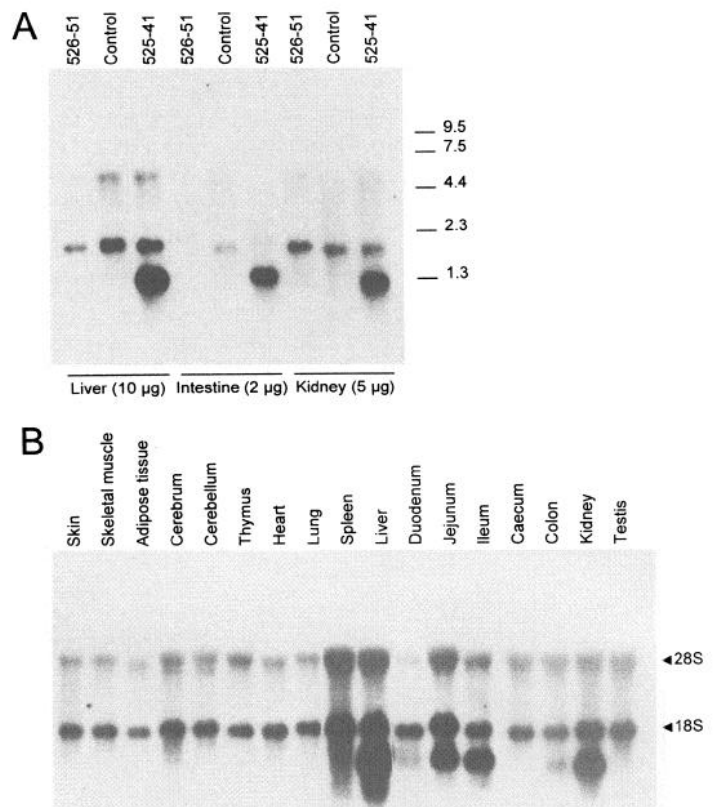 A
526-51 Control 525-41 526-51 Control 525-41 526-51 Control 525-41
9.5
7.5
4.4
2.3
1.3
Liver (10 µg) Intestine (2 µg) Kidney (5 µg)
B
Skin Skeletal muscle Adipose tissue Cerebrum Cerebellum Thymus Heart Lung Spleen Liver Duodenum Jejunum Ileum Caecum Colon Kidney Testis
◄28S
◄18S